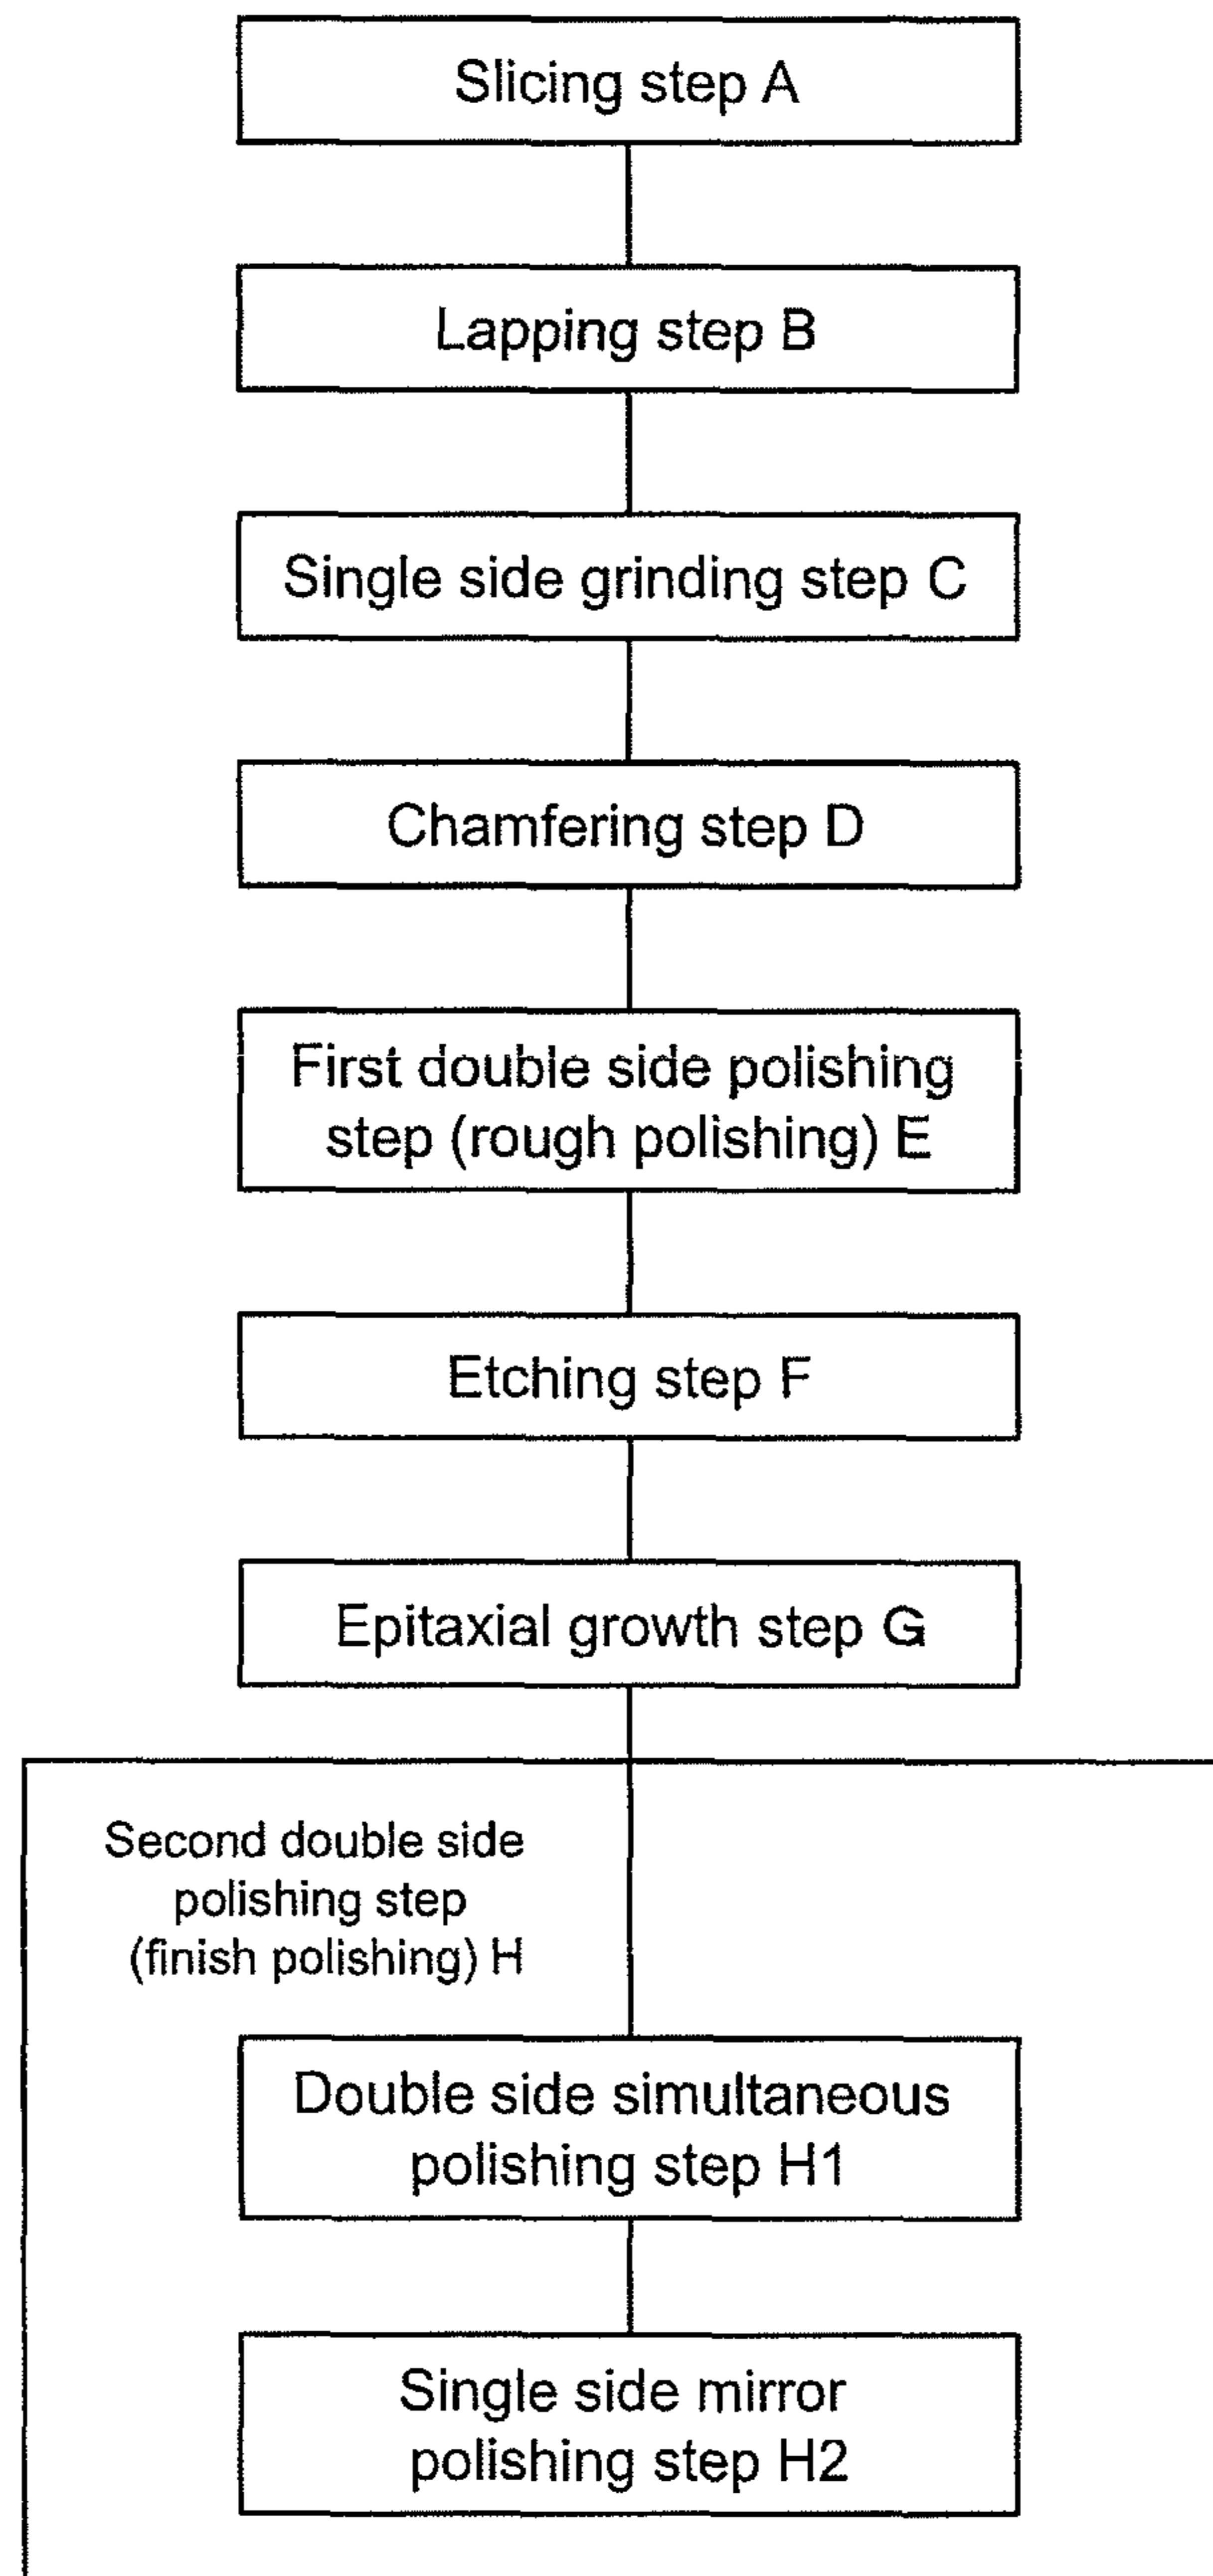 Slicing step A
Lapping step B
Single side grinding step C
Chamfering step D
First double side polishing
step (rough polishing) E
Etching step F
Epitaxial growth step G
Second double side
polishing step
(finish polishing) H
Double side simultaneous
polishing step H1
Single side mirror
polishing step H2